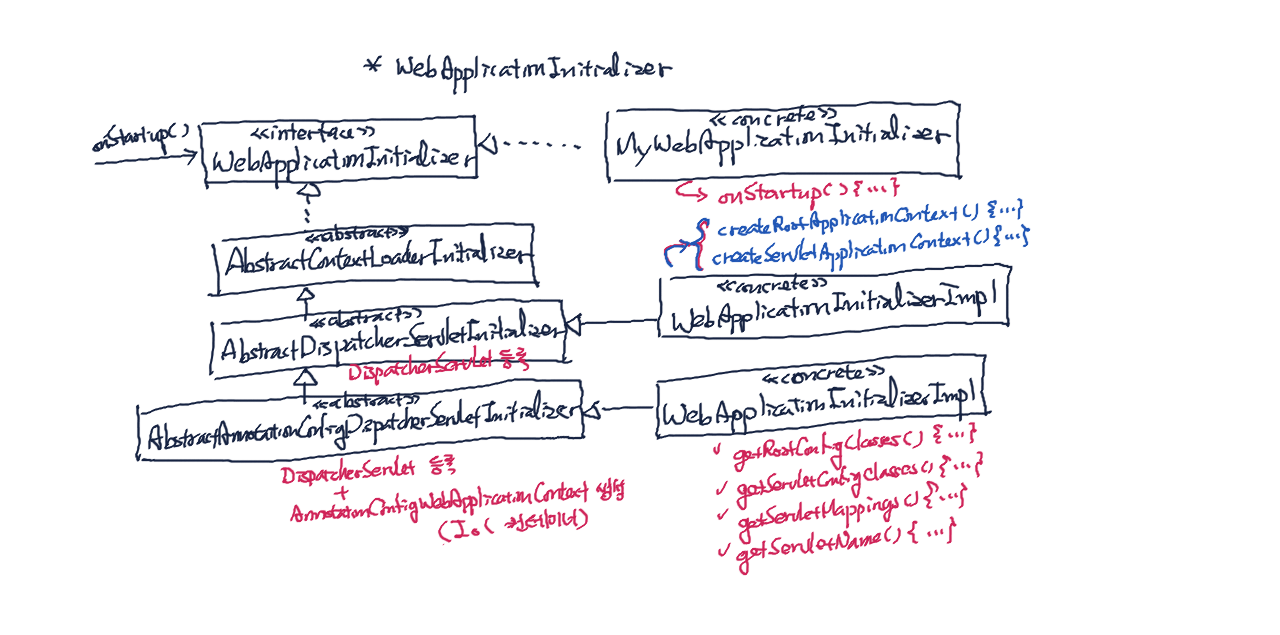 * WebApplicationInitializer
onStartup()
<<interface>>
WebApplicationInitializer
<<concrete>>
MyWebApplicationInitializer
onStartup() {...}
createRootApplicationContext() {...}
createServletApplicationContext() {...}
<<abstract>>
AbstractContextLoaderInitializer
<<concrete>>
WebApplicationInitializerImpl
<<abstract>>
AbstractDispatcherServletInitializer
DispatcherServlet 등록
<<concrete>>
WebApplicationInitializerImpl
<<abstract>>
AbstractAnnotationConfigDispatcherServletInitializer
DispatcherServlet 등록
+
AnnotationConfigWebApplicationContext 생성
(IoC 컨테이너)
✓ getRootConfigClasses() {...}
✓ getServletConfigClasses() {...}
✓ getServletMappings() {...}
✓ getServletName() {...}